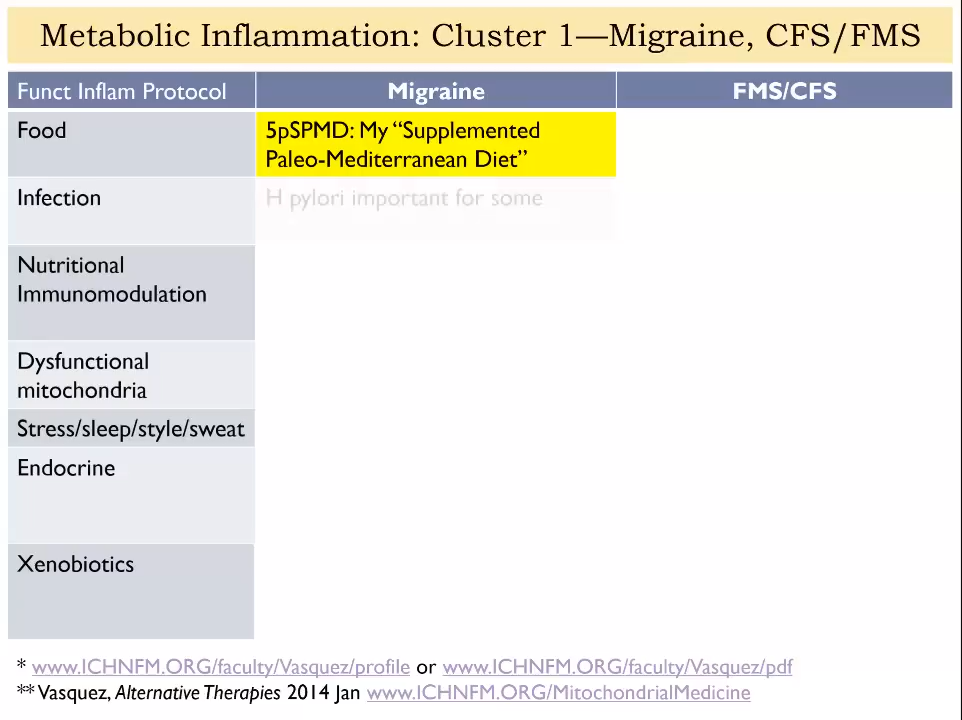 Metabolic Inflammation: Cluster 1—Migraine, CFS/FMS
Funct Inflam Protocol Migraine FMS/CFS
Food
5pSPMD: My “Supplemented
Paleo-Mediterranean Diet”
Infection
H pylori important for some
Nutritional
Immunomodulation
Dysfunctional
mitochondria
Stress/sleep/style/sweat
Endocrine
Xenobiotics
* www.ICHNFM.ORG/faculty/Vasquez/profile or www.ICHNFM.ORG/faculty/Vasquez/pdf
** Vasquez, Alternative Therapies 2014 Jan www.ICHNFM.ORG/MitochondrialMedicine